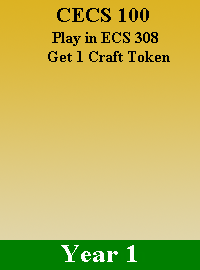 CECS 100
Play in ECS 308
Get 1 Craft Token
Year 1